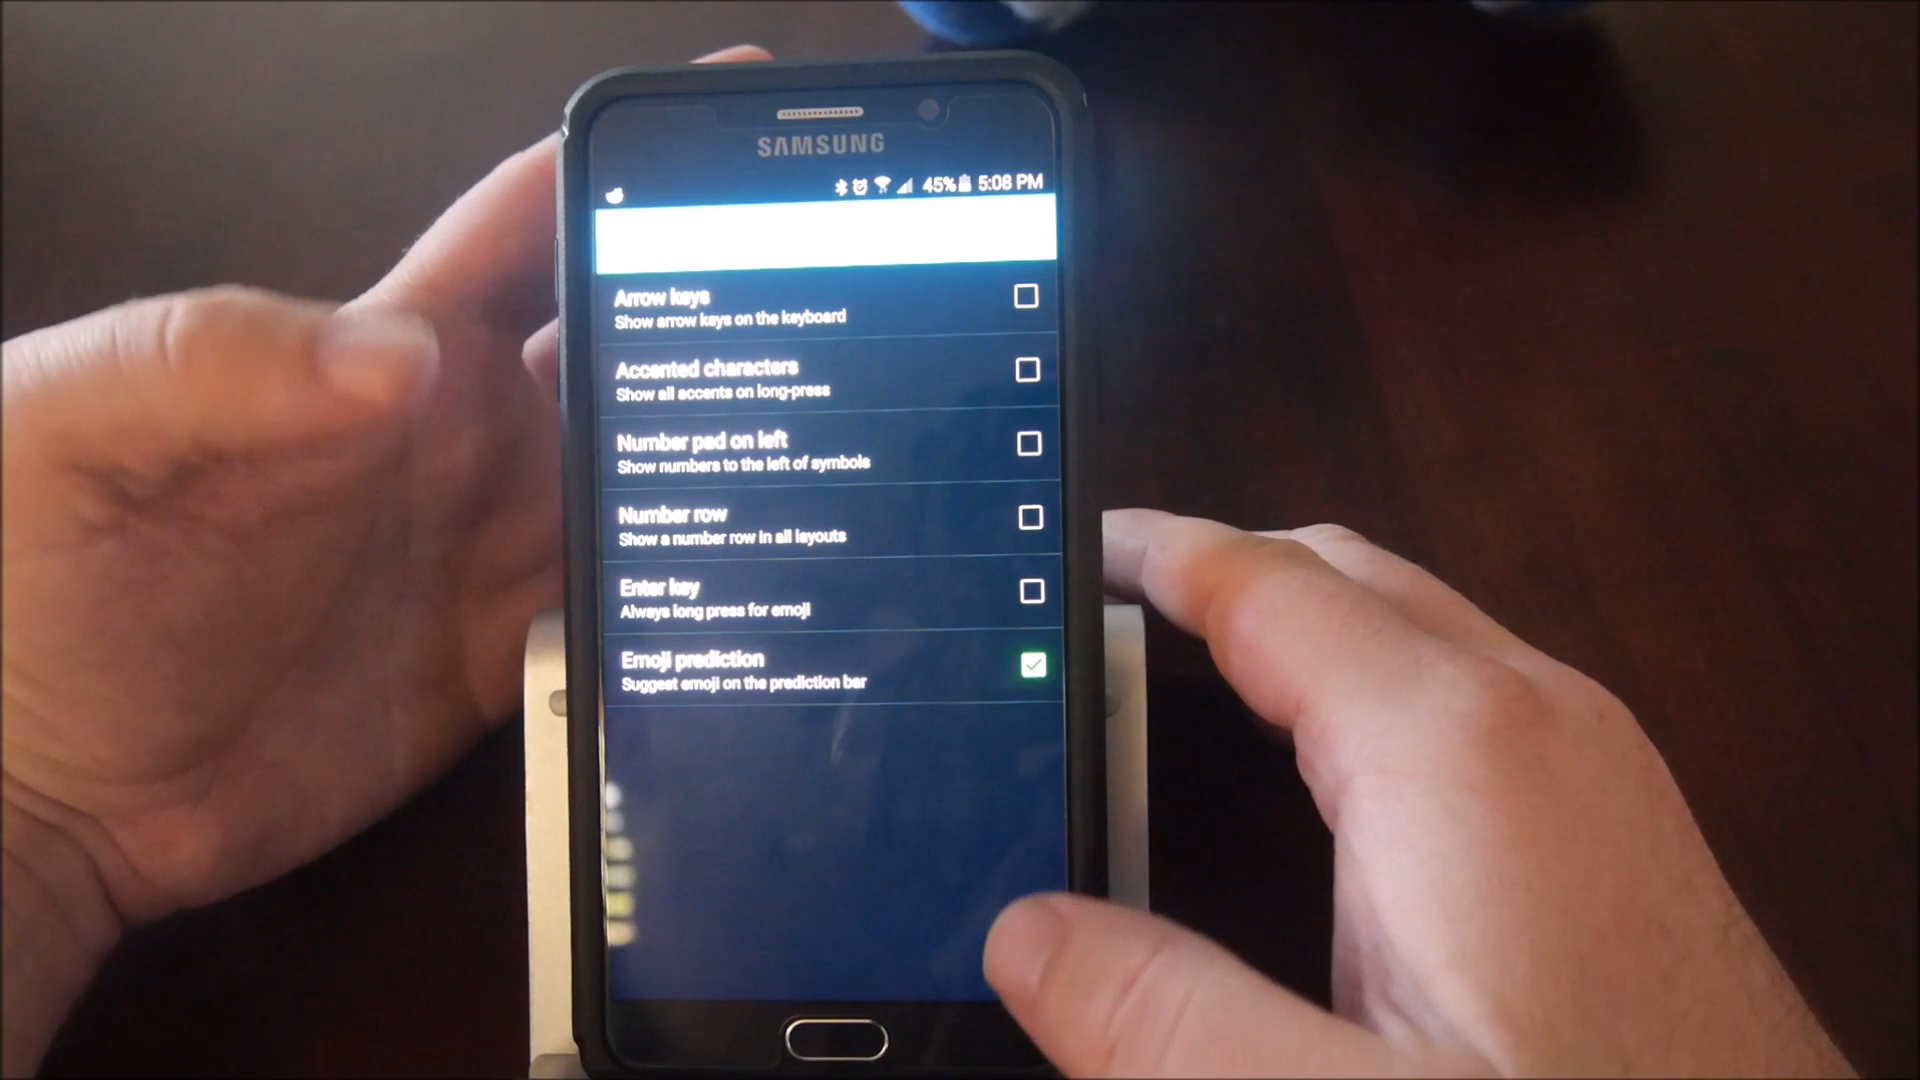 SAMSUNG
45% 5:08 PM
Arrow keys
Show arrow keys on the keyboard
Accented characters
Show all accents on long-press
Number pad on left
Show numbers to the left of symbols
Number row
Show a number row in all layouts
Enter key
Always long press for emoji
Emoji prediction
Suggest emoji on the prediction bar